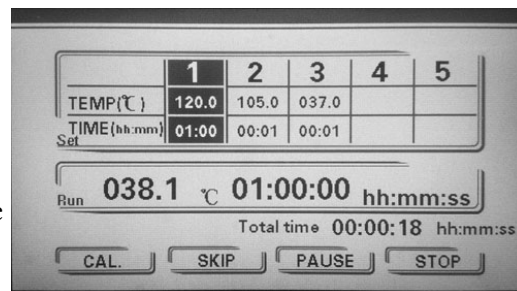 1 2 3 4 5
TEMP(℃) 120.0 105.0 037.0
TIME(hh:mm) 01:00 00:01 00:01
Set
Run 038.1 ℃ 01:00:00 hh:mm:ss
e
Total time 00:00:18 hh:mm:ss
CAL. SKIP PAUSE STOP